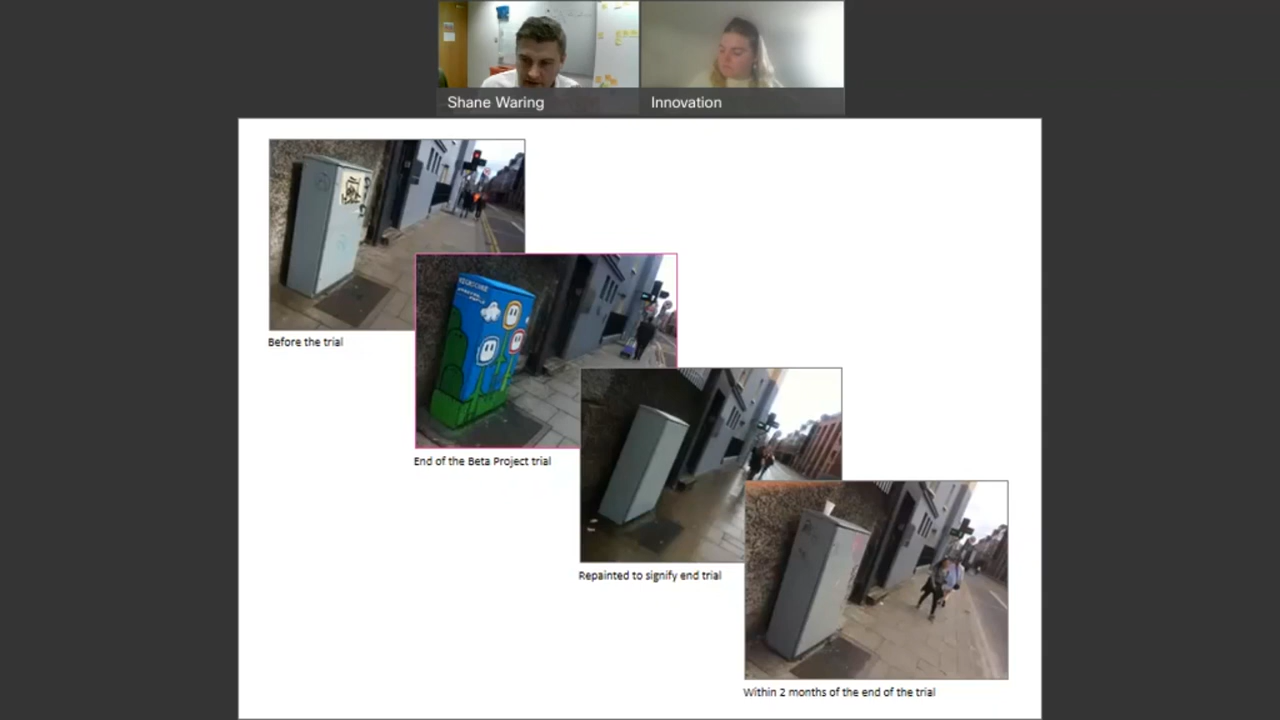 Shane Waring
Innovation
Before the trial
End of the Beta Project trial
Repainted to signify end trial
Within 2 months of the end of the trial